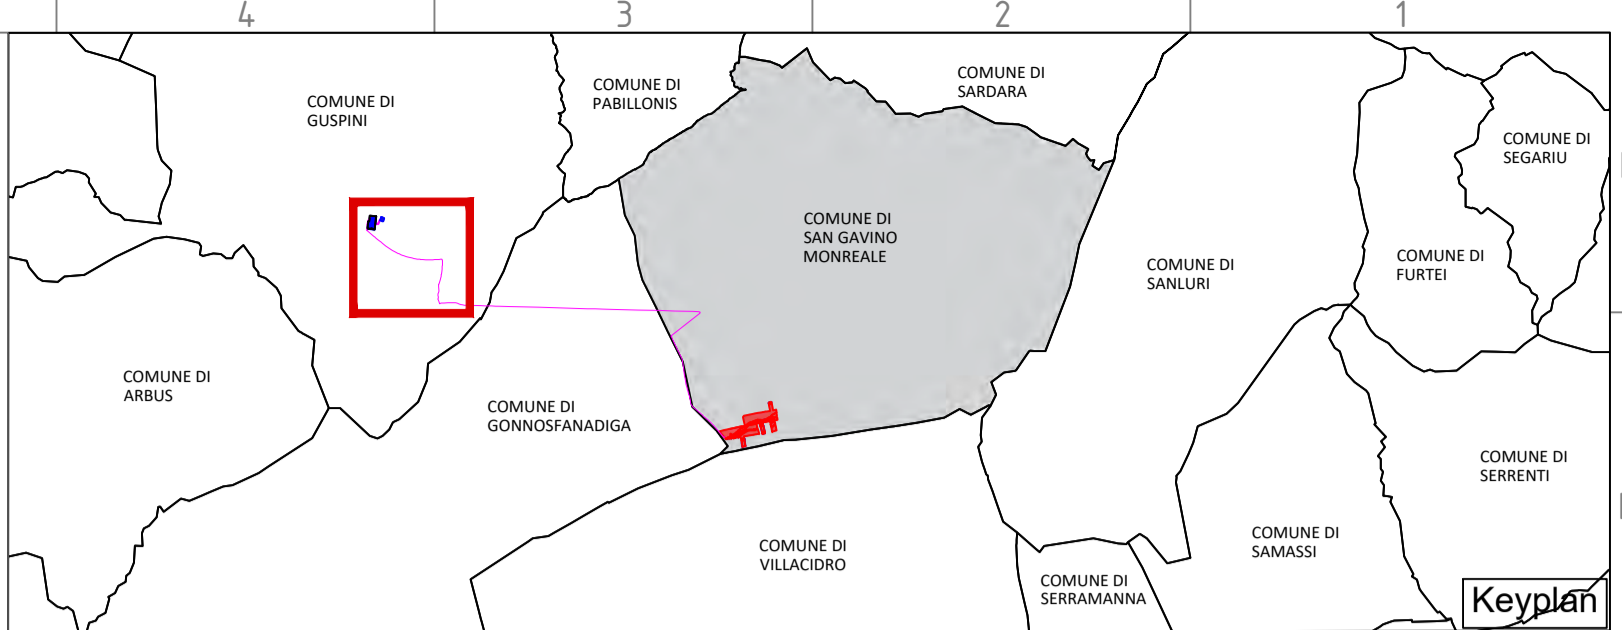 4
3
2
1
COMUNE DI
GUSPINI
COMUNE DI
PABILLONIS
COMUNE DI
SARDARA
COMUNE DI
SEGARIU
COMUNE DI
SAN GAVINO
MONREALE
COMUNE DI
SANLURI
COMUNE DI
FURTEI
COMUNE DI
ARBUS
COMUNE DI
GONNOSFANADIGA
COMUNE DI
SERRENTI
COMUNE DI
VILLACIDRO
COMUNE DI
SAMASSI
COMUNE DI
SERRAMANNA
Keyplan